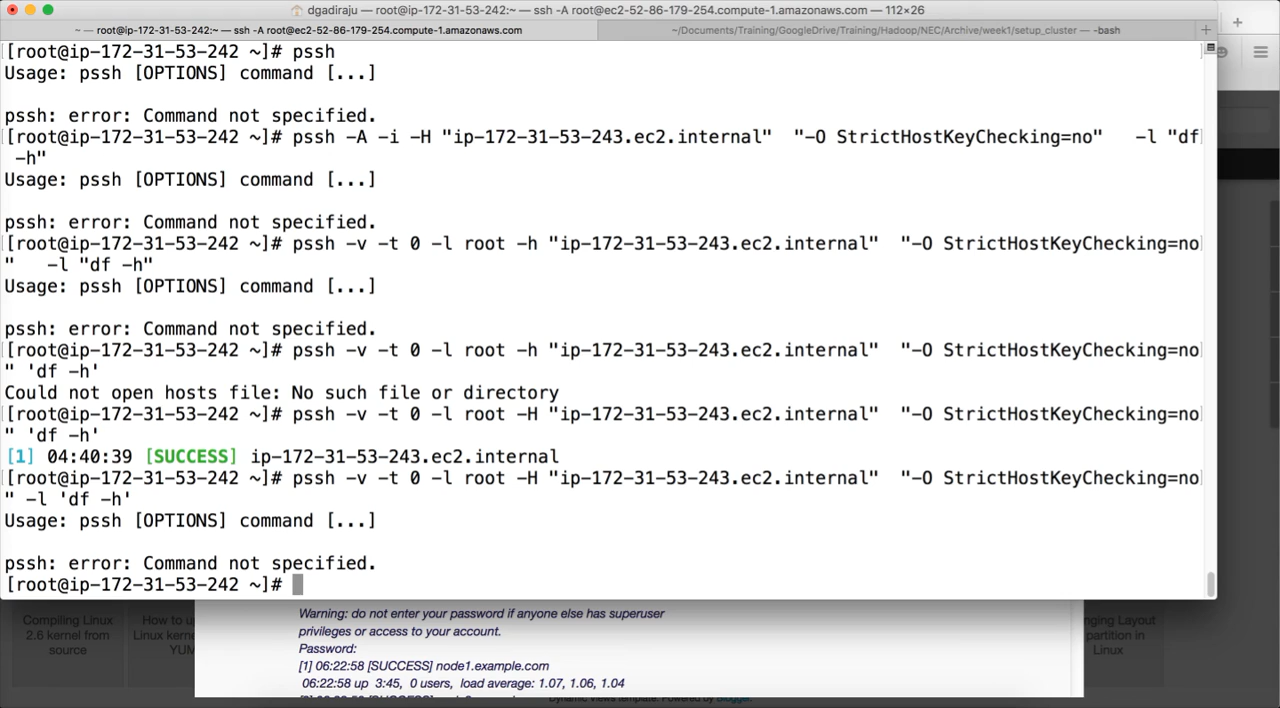 dgadiraju — root@ip-172-31-53-242:~ — ssh -A root@ec2-52-86-179-254.compute-1.amazonaws.com — 112×26
~ — root@ip-172-31-53-242:~ — ssh -A root@ec2-52-86-179-254.compute-1.amazonaws.com
~/Documents/Training/GoogleDrive/Training/Hadoop/NEC/Archive/week1/setup_cluster — -bash
[root@ip-172-31-53-242 ~]# pssh
Usage: pssh [OPTIONS] command [...]
pssh: error: Command not specified.
[root@ip-172-31-53-242 ~]# pssh -A -i -H "ip-172-31-53-243.ec2.internal"  "-O StrictHostKeyChecking=no"   -l "df
 -h"
Usage: pssh [OPTIONS] command [...]
pssh: error: Command not specified.
[root@ip-172-31-53-242 ~]# pssh -v -t 0 -l root -h "ip-172-31-53-243.ec2.internal"  "-O StrictHostKeyChecking=no
"   -l "df -h"
Usage: pssh [OPTIONS] command [...]
pssh: error: Command not specified.
[root@ip-172-31-53-242 ~]# pssh -v -t 0 -l root -h "ip-172-31-53-243.ec2.internal"  "-O StrictHostKeyChecking=no
" 'df -h'
Could not open hosts file: No such file or directory
[root@ip-172-31-53-242 ~]# pssh -v -t 0 -l root -H "ip-172-31-53-243.ec2.internal"  "-O StrictHostKeyChecking=no
" 'df -h'
[1] 04:40:39 [SUCCESS] ip-172-31-53-243.ec2.internal
[root@ip-172-31-53-242 ~]# pssh -v -t 0 -l root -H "ip-172-31-53-243.ec2.internal"  "-O StrictHostKeyChecking=no
" -l 'df -h'
Usage: pssh [OPTIONS] command [...]
pssh: error: Command not specified.
[root@ip-172-31-53-242 ~]#
Compiling Linux
2.6 kernel from
source
How to
Linux
YUM
Warning: do not enter your password if anyone else has superuser
privileges or access to your account.
Password:
[1] 06:22:58 [SUCCESS] node1.example.com
06:22:58 up  3:45,  0 users,  load average: 1.07, 1.06, 1.04
Layout
partition in
Linux
Dynamic Views template. Powered by Blogger.